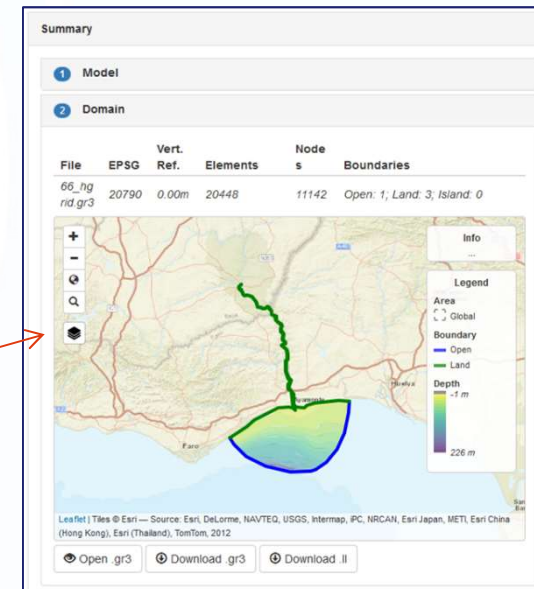 Summary
1 Model
2 Domain
File EPSG Vert. Ref. Elements Node s Boundaries
66_hg rid.gr3 20790 0.00m 20448 11142 Open: 1; Land: 3; Island: 0
+
−
Info
...
Legend
Area
Global
Boundary
Open
Land
Depth
-1 m
226 m
Ayamonte
Huelva
Faro
San
Leaflet | Tiles © Esri — Source: Esri, DeLorme, NAVTEQ, USGS, Intermap, iPC, NRCAN, Esri Japan, METI, Esri China
(Hong Kong), Esri (Thailand), TomTom, 2012
Open .gr3 Download .gr3 Download .ll